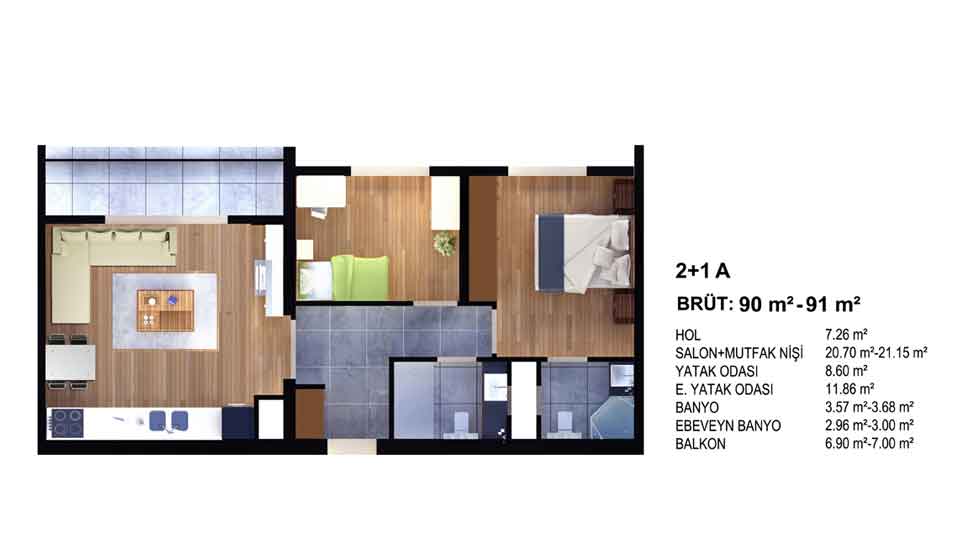 2+1 A
BRÜT: 90 m² - 91 m²
HOL 7.26 m²
SALON+MUTFAK NİŞİ 20.70 m²-21.15 m²
YATAK ODASI 8.60 m²
E. YATAK ODASI 11.86 m²
BANYO 3.57 m²-3.68 m²
EBEVEYN BANYO 2.96 m²-3.00 m²
BALKON 6.90 m²-7.00 m²